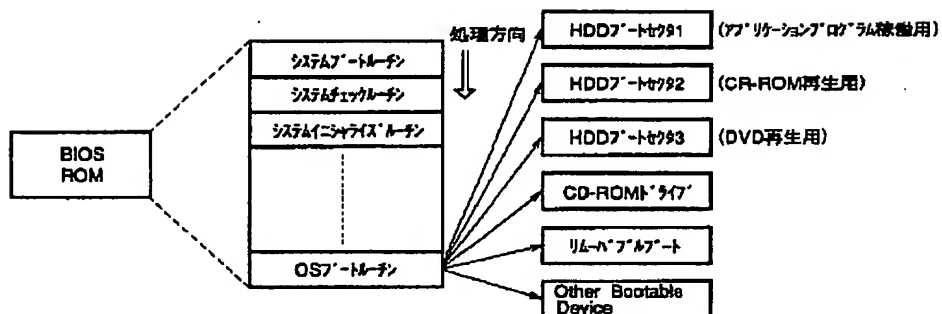 処理方向
システムブートルーチン
システムチェックルーチン
システムイニシャライズルーチン
OSブートルーチン
BIOS
ROM
HDDブートセクタ1 (アプリケーションプログラム稼働用)
HDDブートセクタ2 (CR-ROM再生用)
HDDブートセクタ3 (DVD再生用)
CD-ROMドライブ
リムーバブルブート
Other Bootable
Device